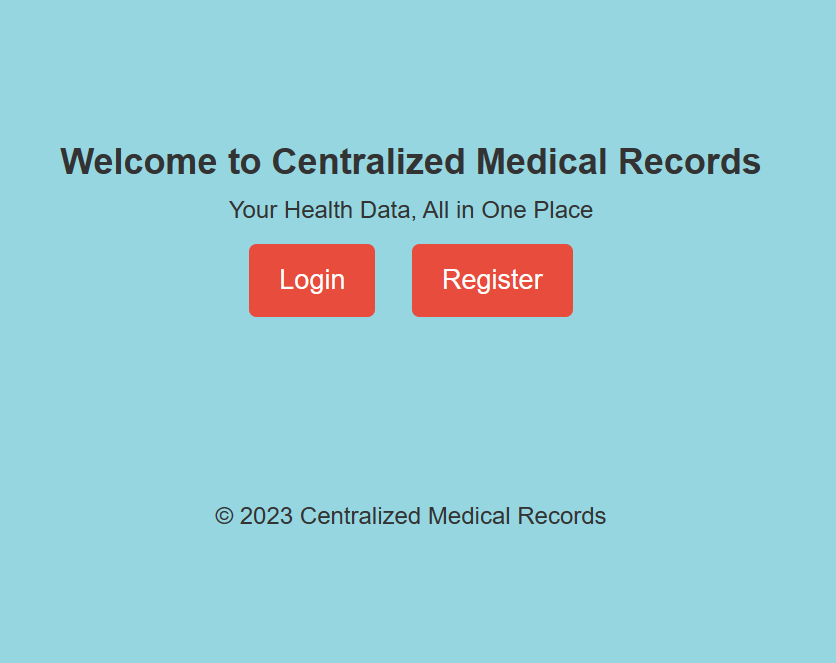 Welcome to Centralized Medical Records
Your Health Data, All in One Place
Login
Register
© 2023 Centralized Medical Records